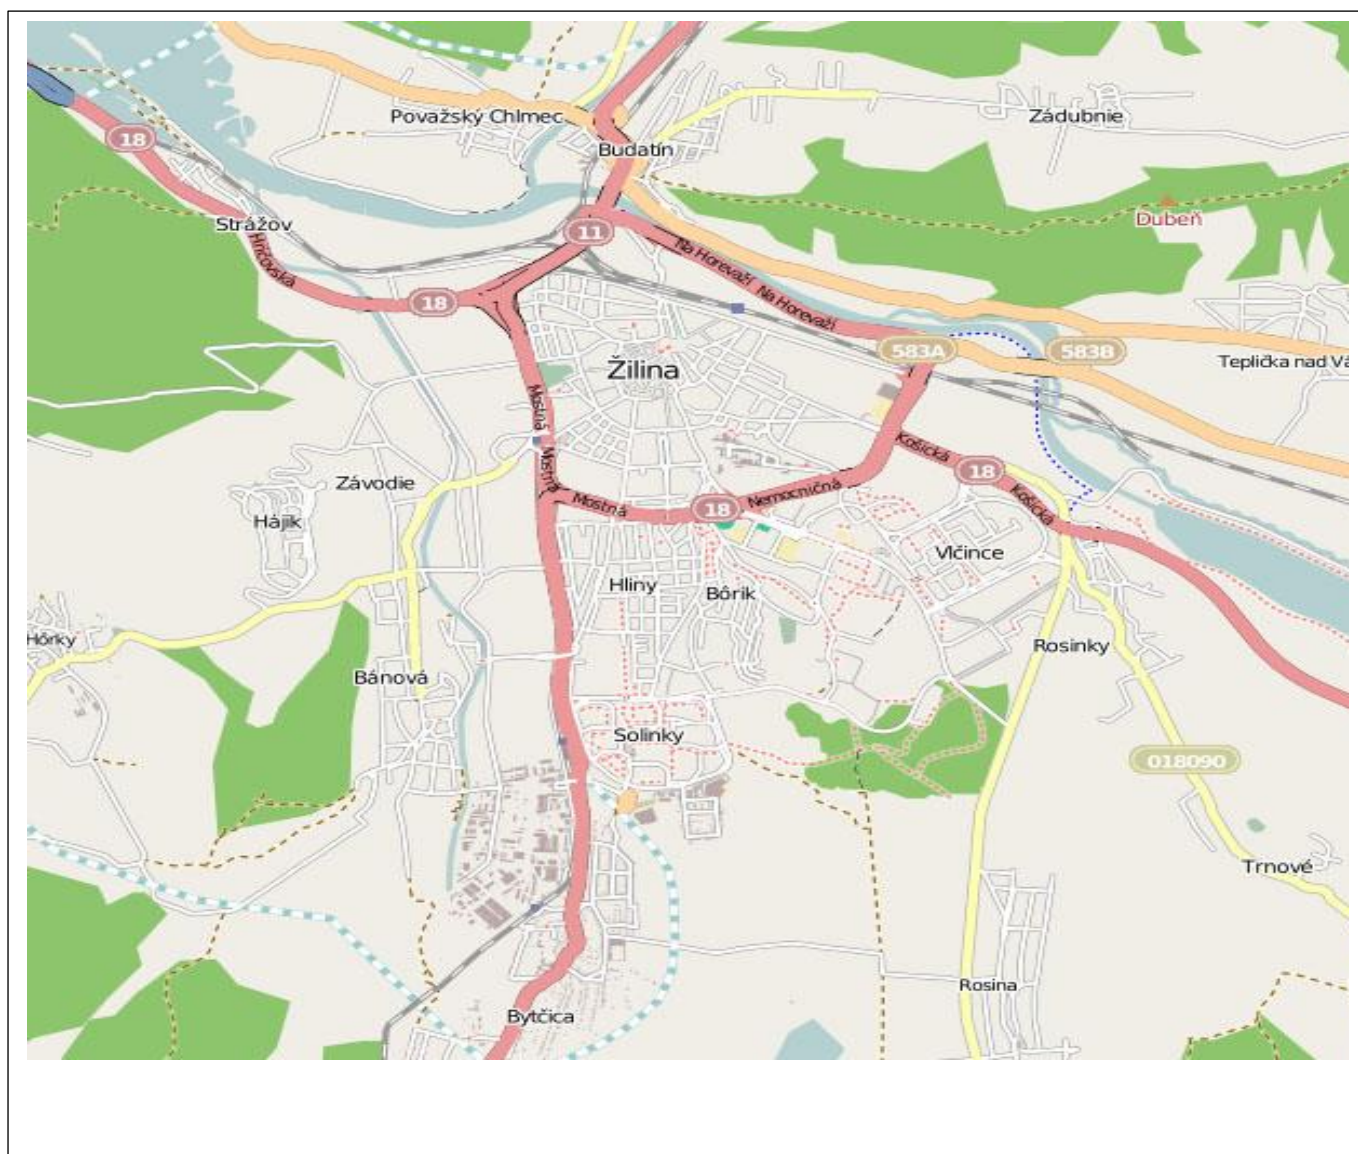 Považský Chlmec
Zádubnie
18
Budatín
Strážov
Dubeň
11
Hričovská
Na Horevaží
Na Horevaží
18
583A
583B
Teplička nad Vá
Žilina
Mostná
Mostná
Košická
18
Závodie
Košická
Mostná
18
Nemocničná
Hájik
Vlčince
Hliny
Bôrik
Hôrky
Rosinky
Bánová
Solinky
018090
Trnové
Rosina
Bytčica